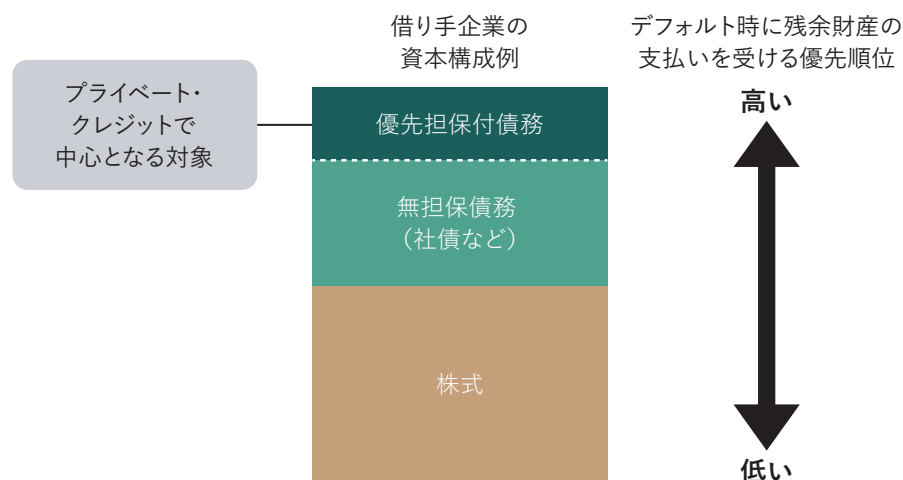 借り手企業の
資本構成例
デフォルト時に残余財産の
支払いを受ける優先順位
プライベート・
クレジットで
中心となる対象
優先担保付債務
無担保債務
（社債など）
株式
高い
低い